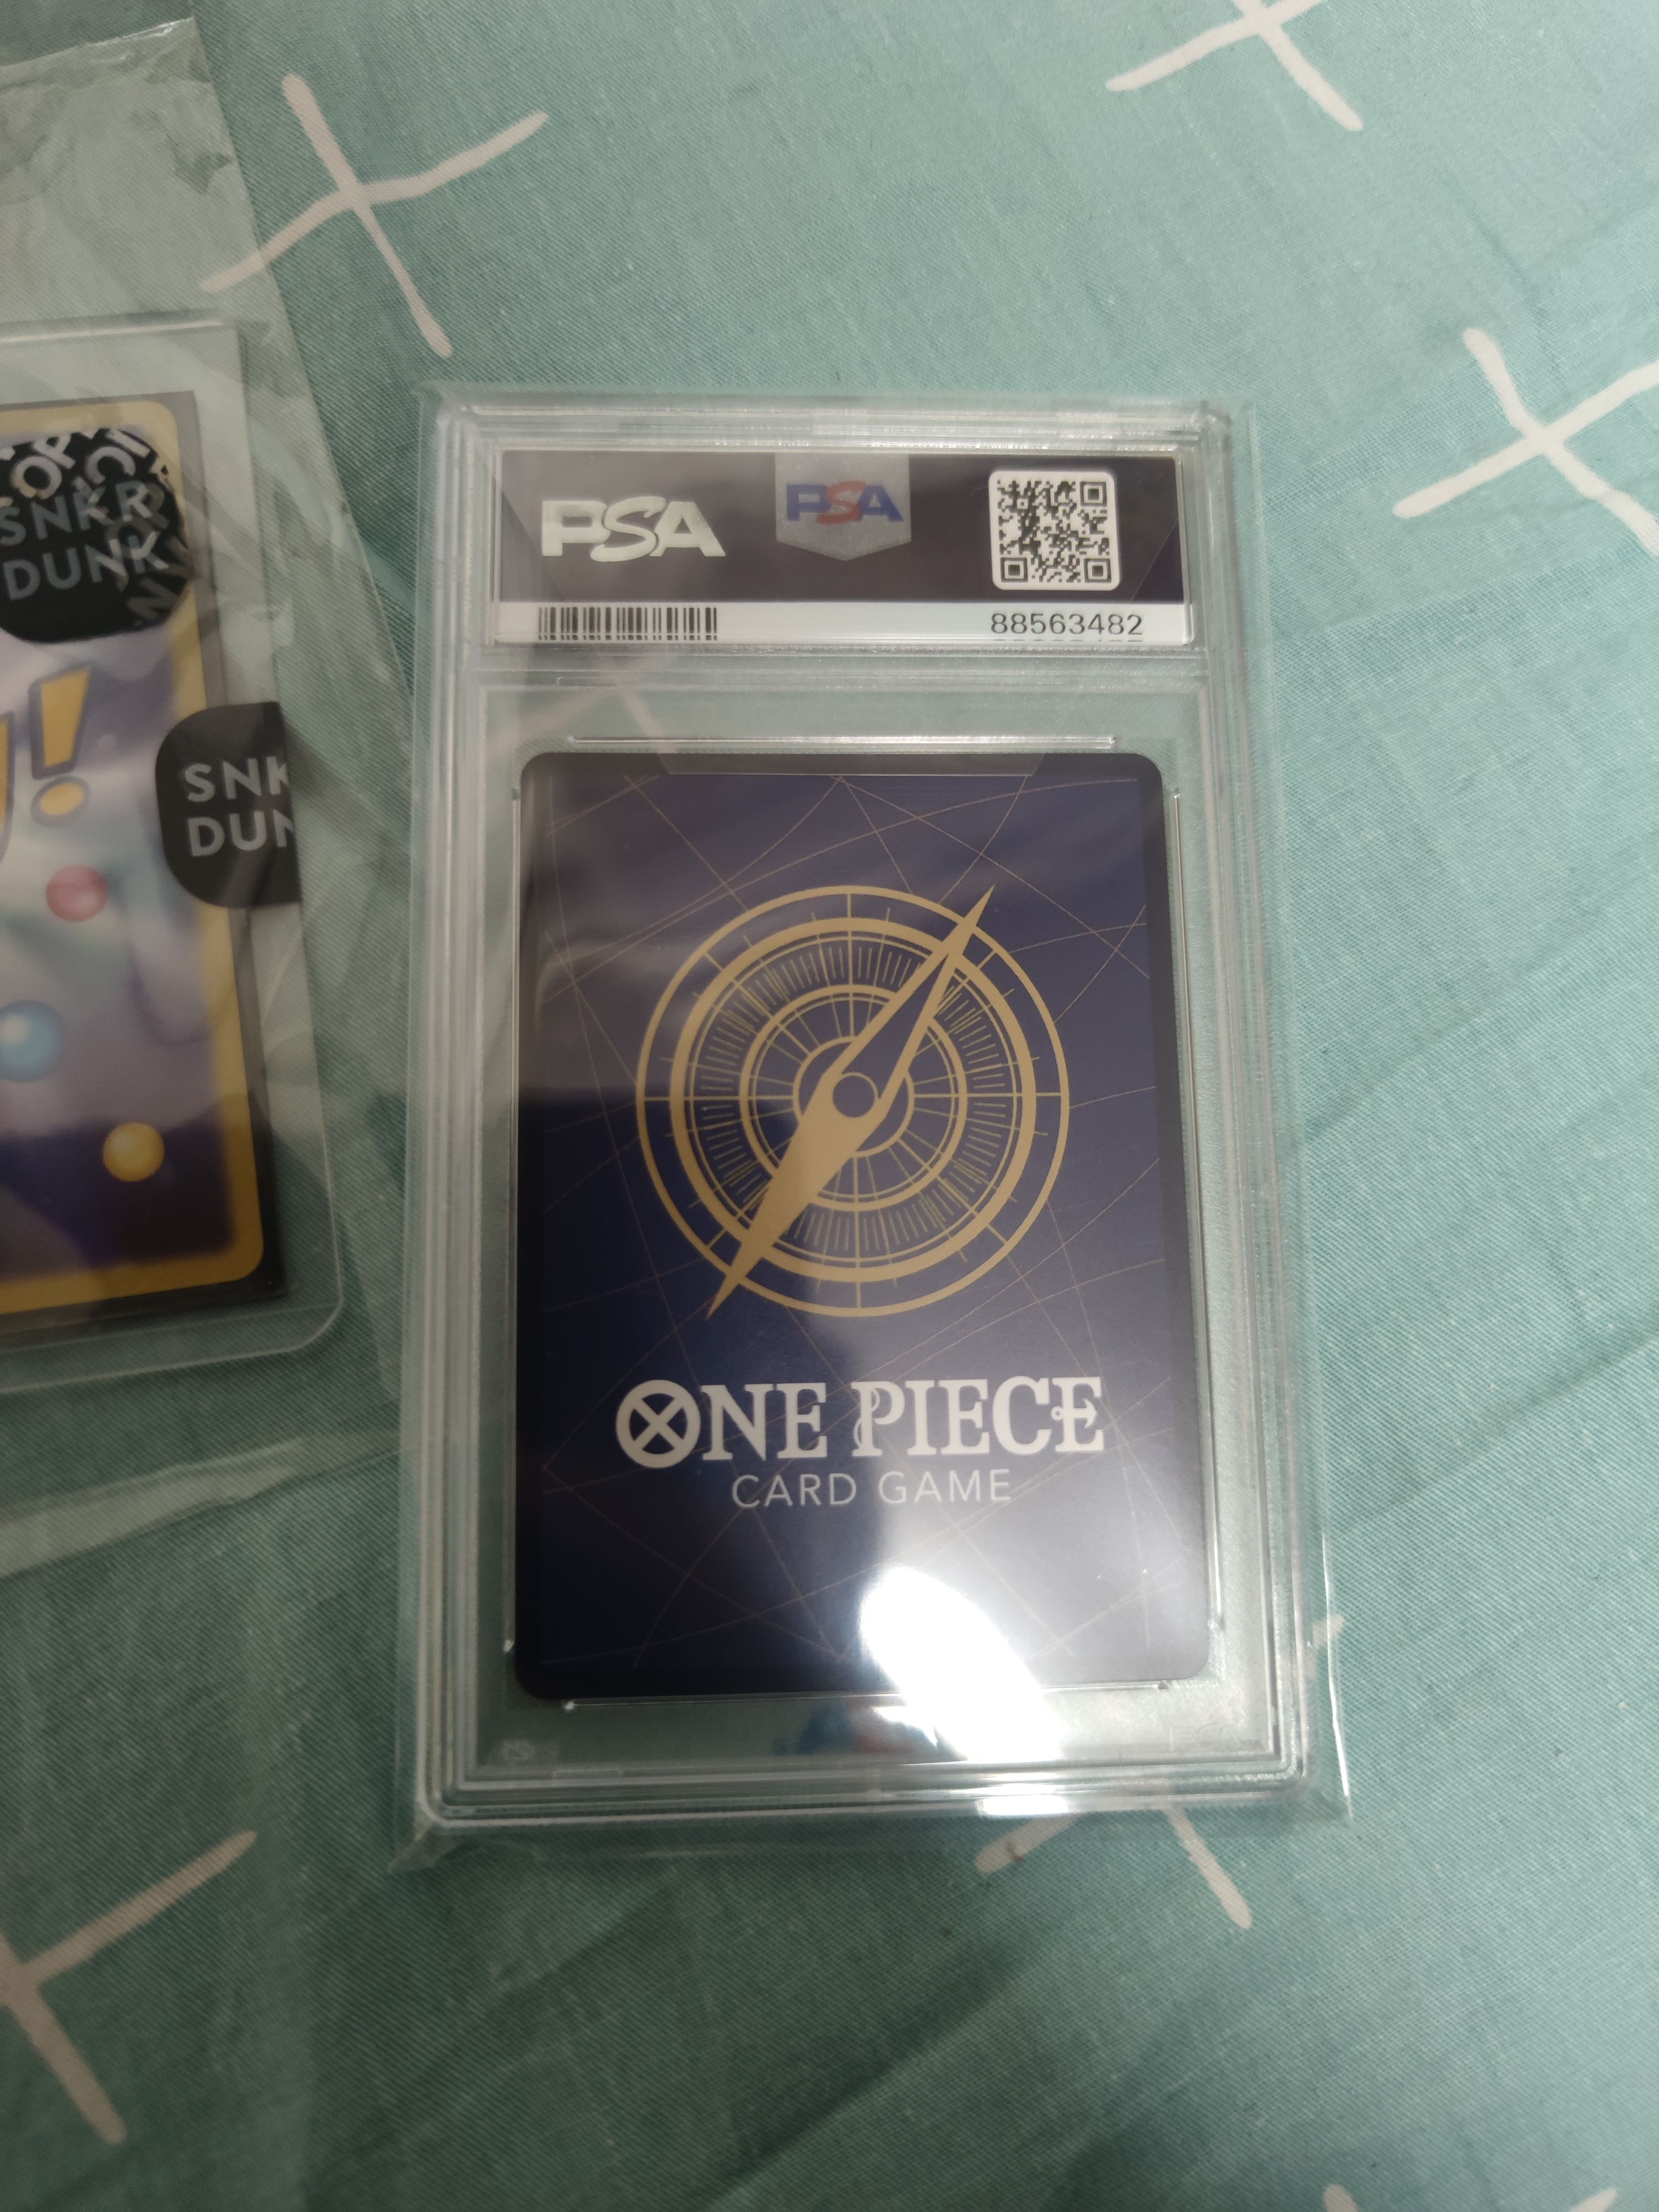 PSA
PSA
88563482
SNKR
DUNK
!
SNK
DUN
ONE PIECE
CARD GAME